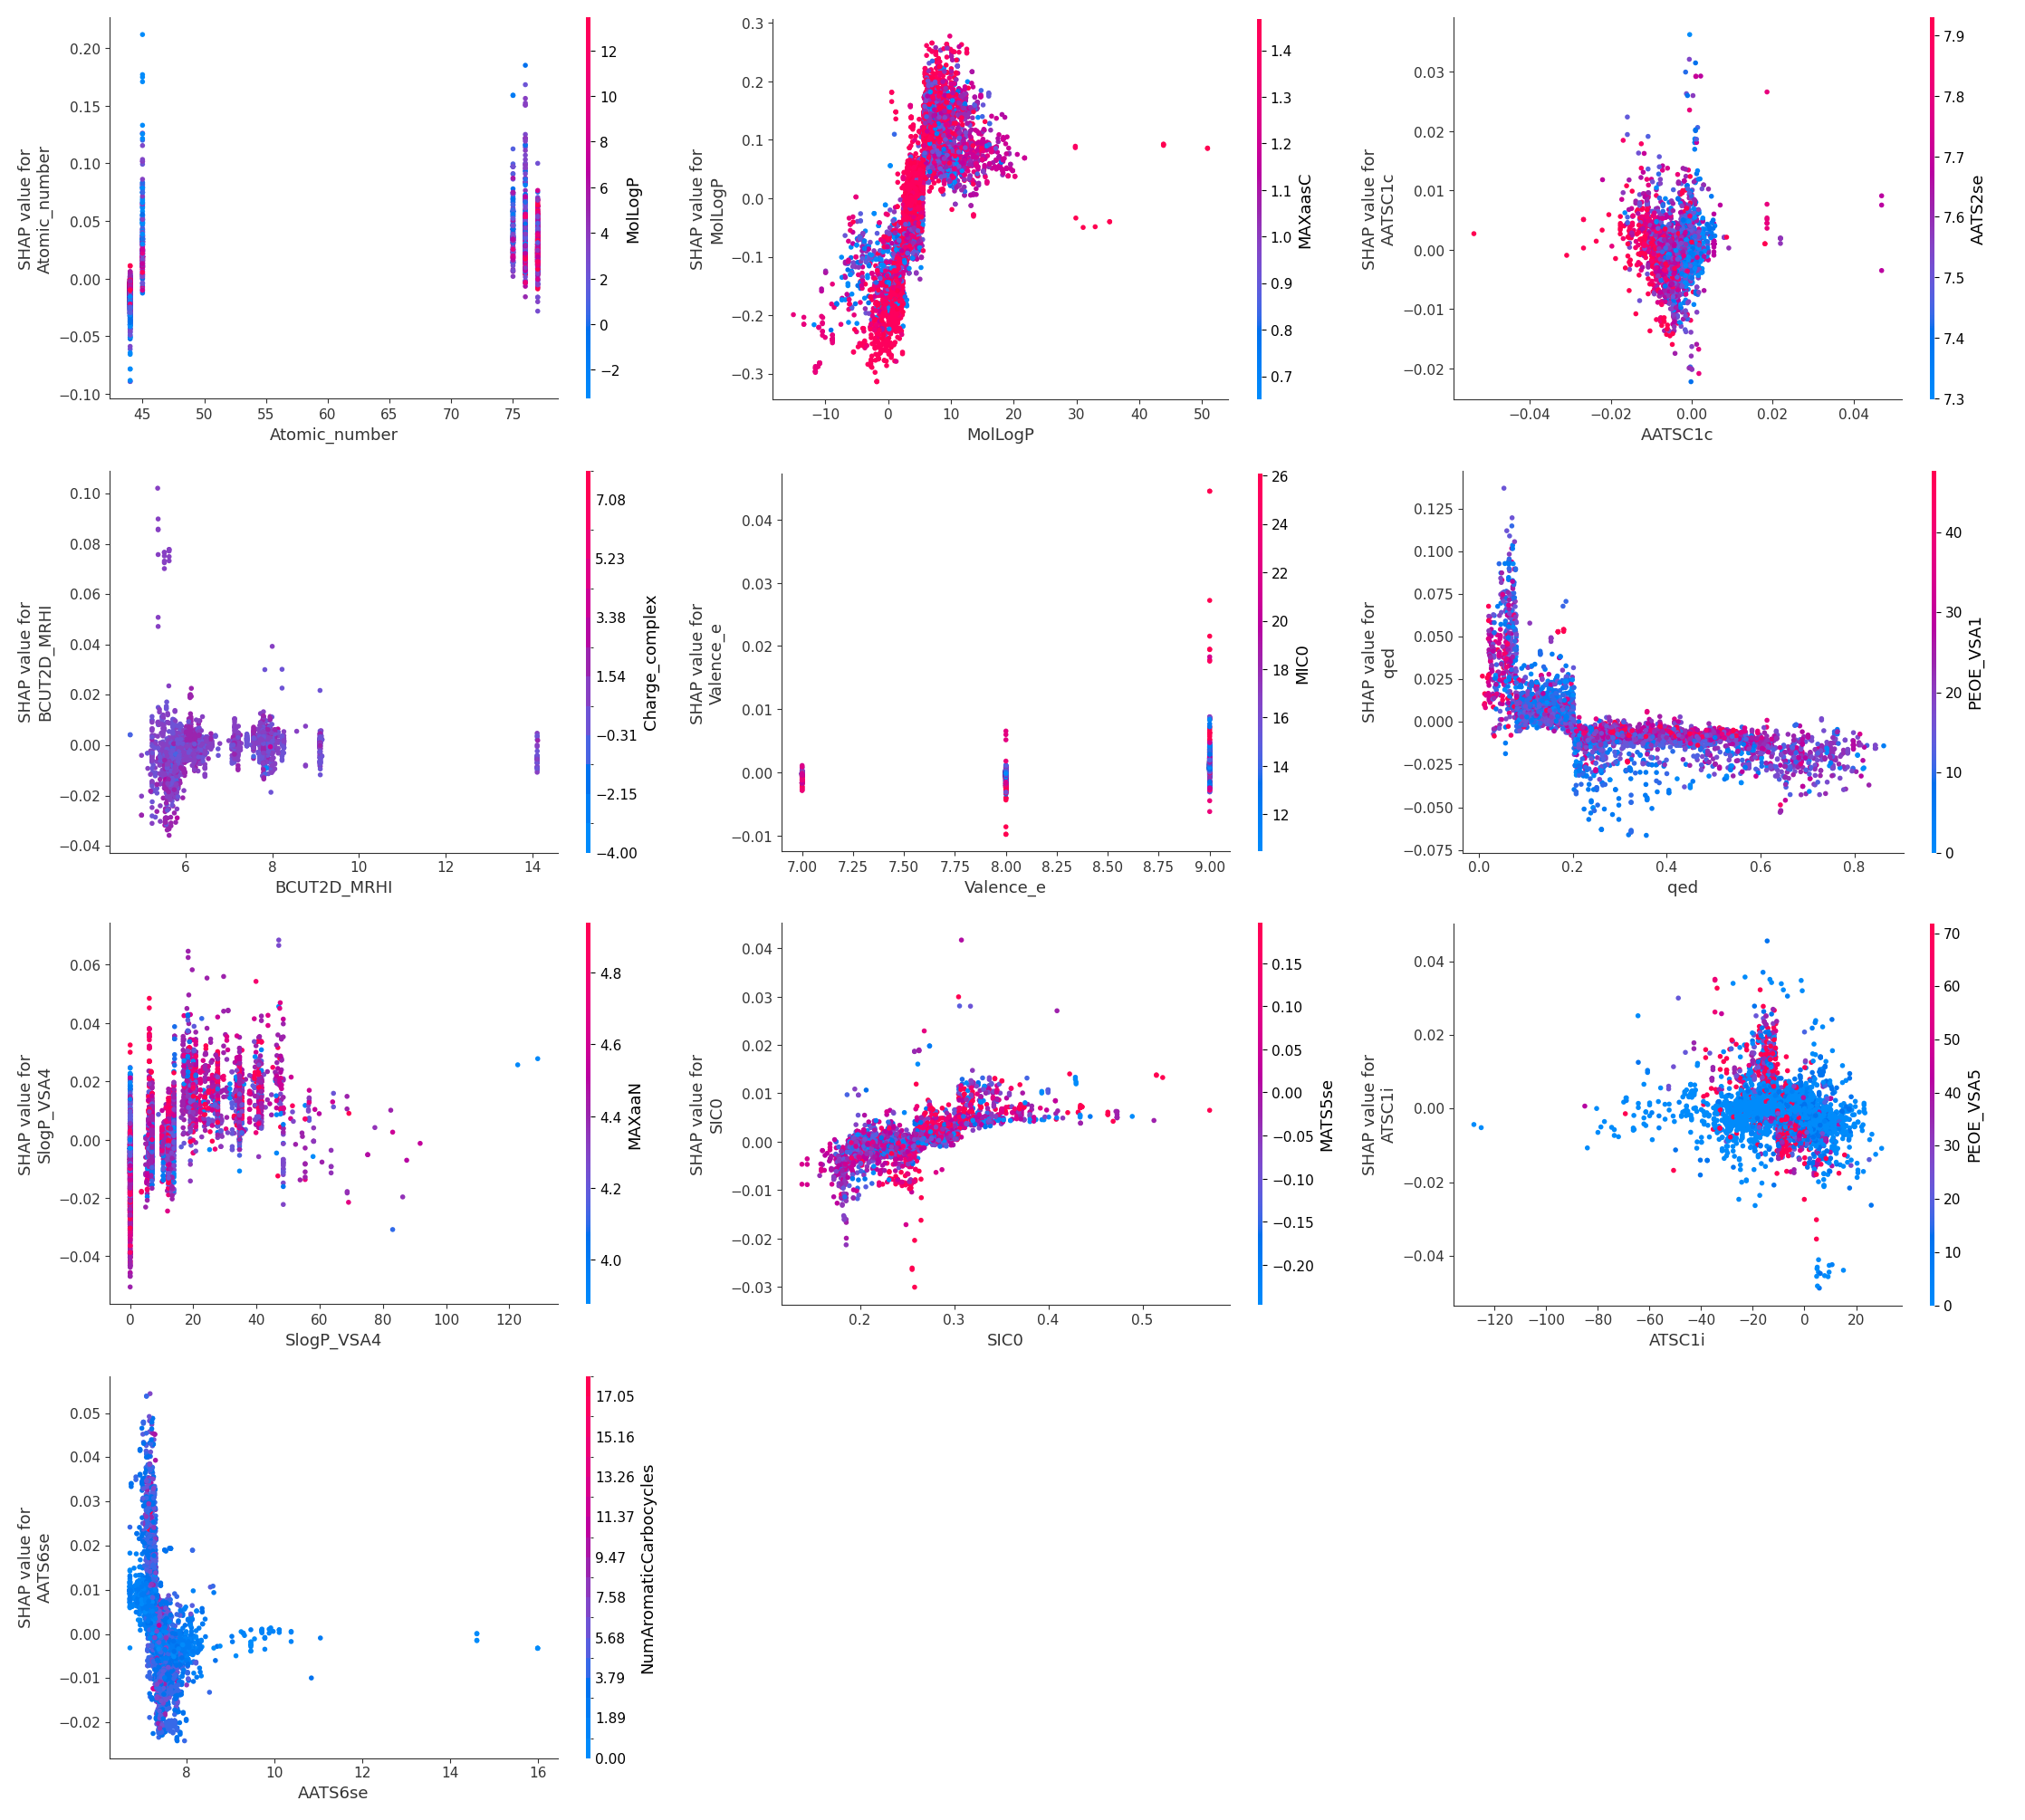 SHAP value for
Atomic_number
0.20
0.15
0.10
0.05
0.00
−0.05
−0.10
45 50 55 60 65 70 75
Atomic_number
12
10
8
6
4
2
0
−2
MolLogP
SHAP value for
MolLogP
0.3
0.2
0.1
0.0
−0.1
−0.2
−0.3
−10 0 10 20 30 40 50
MolLogP
1.4
1.3
1.2
1.1
1.0
0.9
0.8
0.7
MAXaasC
SHAP value for
AATSC1c
0.03
0.02
0.01
0.00
−0.01
−0.02
−0.04 −0.02 0.00 0.02 0.04
AATSC1c
7.9
7.8
7.7
7.6
7.5
7.4
7.3
AATS2se
SHAP value for
BCUT2D_MRHI
0.10
0.08
0.06
0.04
0.02
0.00
−0.02
−0.04
6 8 10 12 14
BCUT2D_MRHI
7.08
5.23
3.38
1.54
−0.31
−2.15
−4.00
Charge_complex
SHAP value for
Valence_e
0.04
0.03
0.02
0.01
0.00
−0.01
7.00 7.25 7.50 7.75 8.00 8.25 8.50 8.75 9.00
Valence_e
26
24
22
20
18
16
14
12
MIC0
SHAP value for
qed
0.125
0.100
0.075
0.050
0.025
0.000
−0.025
−0.050
−0.075
0.0 0.2 0.4 0.6 0.8
qed
40
30
20
10
0
PEOE_VSA1
SHAP value for
SlogP_VSA4
0.06
0.04
0.02
0.00
−0.02
−0.04
0 20 40 60 80 100 120
SlogP_VSA4
4.8
4.6
4.4
4.2
4.0
MAXaaN
SHAP value for
SIC0
0.04
0.03
0.02
0.01
0.00
−0.01
−0.02
−0.03
0.2 0.3 0.4 0.5
SIC0
0.15
0.10
0.05
0.00
−0.05
−0.10
−0.15
−0.20
MATS5se
SHAP value for
ATSC1i
0.04
0.02
0.00
−0.02
−0.04
−120 −100 −80 −60 −40 −20 0 20
ATSC1i
70
60
50
40
30
20
10
0
PEOE_VSA5
SHAP value for
AATS6se
0.05
0.04
0.03
0.02
0.01
0.00
−0.01
−0.02
8 10 12 14 16
AATS6se
17.05
15.16
13.26
11.37
9.47
7.58
5.68
3.79
1.89
0.00
NumAromaticCarbocycles